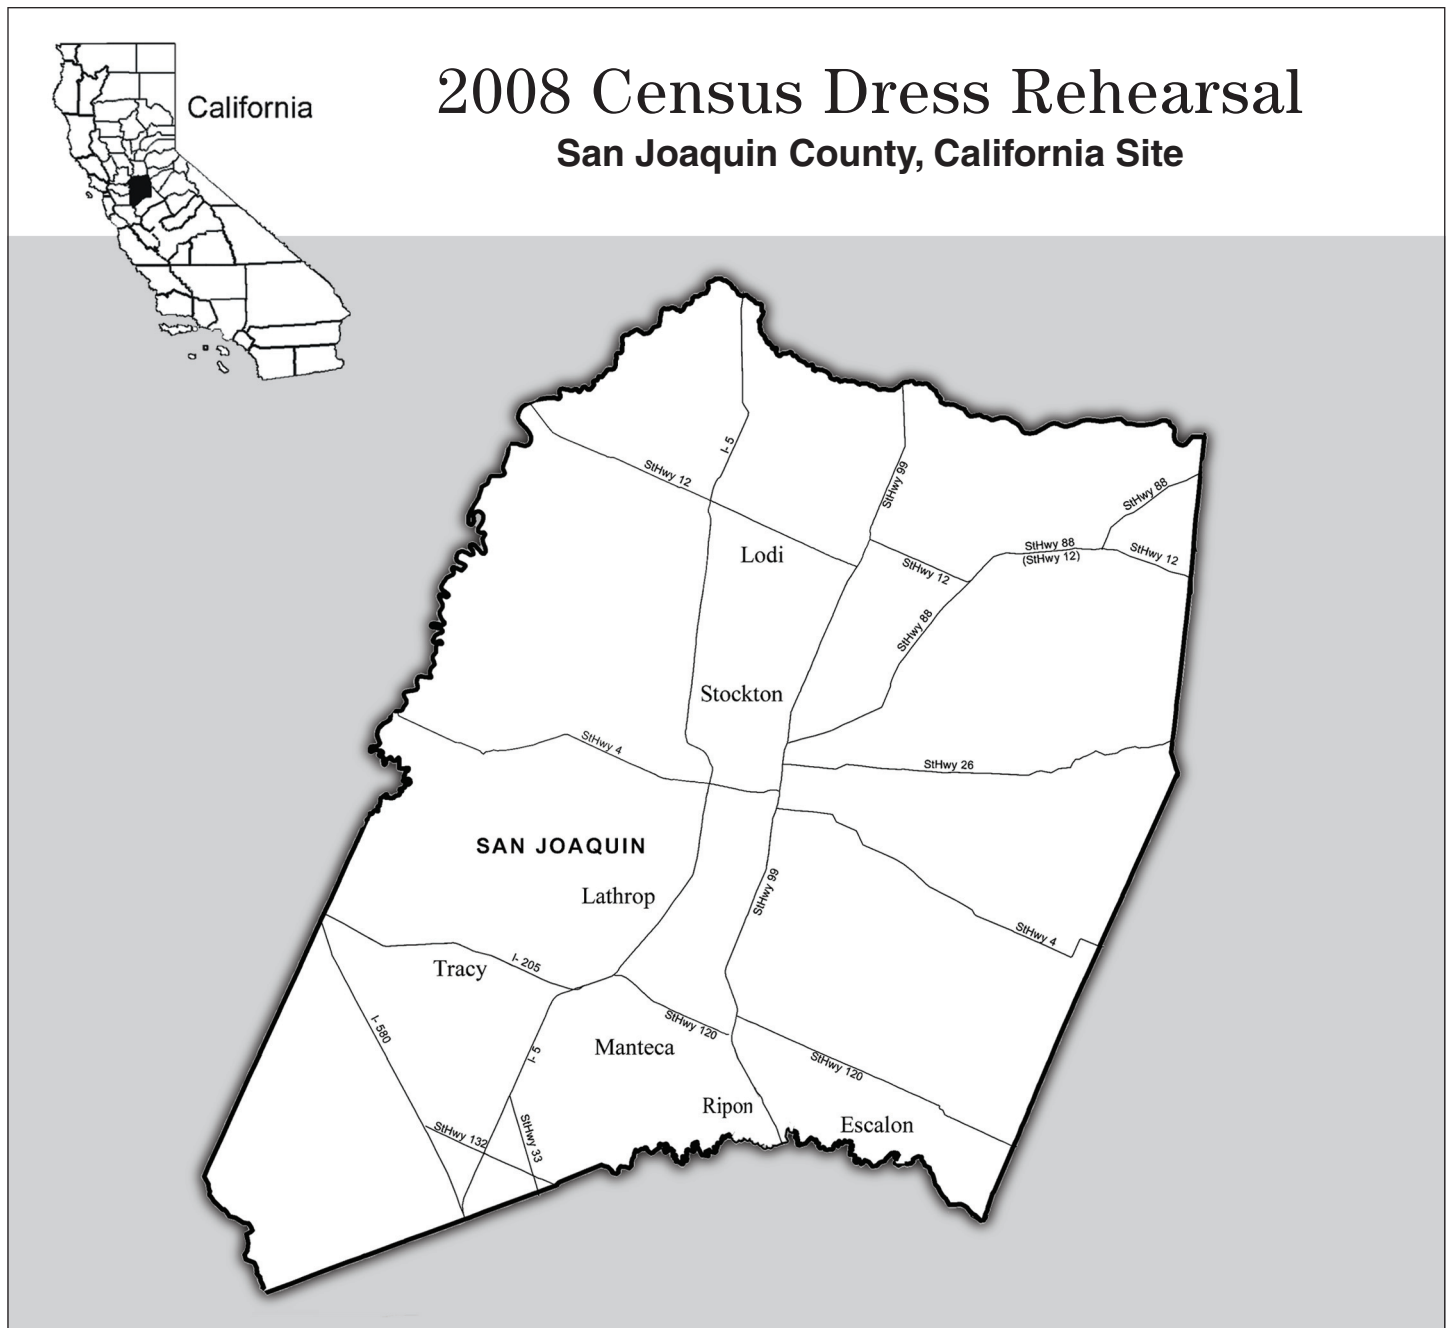 California
2008 Census Dress Rehearsal
San Joaquin County, California Site
I- 5
StHwy 12
StHwy 99
StHwy 88
StHwy 88
(StHwy 12)
StHwy 12
Lodi
StHwy 12
StHwy 88
Stockton
StHwy 4
StHwy 26
SAN JOAQUIN
Lathrop
StHwy 99
StHwy 4
Tracy
I- 205
I- 580
StHwy 120
Manteca
I- 5
StHwy 120
Ripon
Escalon
StHwy 132
StHwy 33